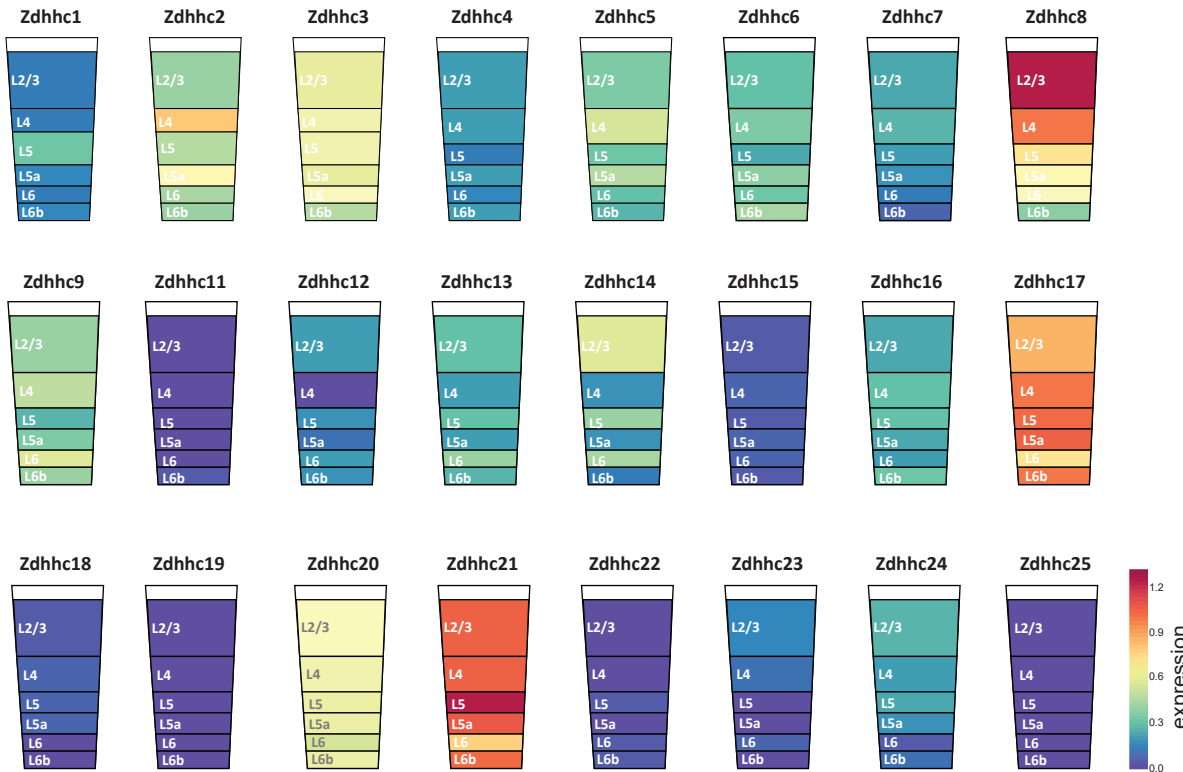 Zdhhc1 Zdhhc2 Zdhhc3 Zdhhc4 Zdhhc5 Zdhhc6 Zdhhc7 Zdhhc8
L2/3 L2/3 L2/3 L2/3 L2/3 L2/3 L2/3 L2/3
L4 L4 L4 L4 L4 L4 L4 L4
L5 L5 L5 L5 L5 L5 L5 L5
L5a L5a L5a L5a L5a L5a L5a L5a
L6 L6 L6 L6 L6 L6 L6 L6
L6b L6b L6b L6b L6b L6b L6b L6b
Zdhhc9 Zdhhc11 Zdhhc12 Zdhhc13 Zdhhc14 Zdhhc15 Zdhhc16 Zdhhc17
L2/3 L2/3 L2/3 L2/3 L2/3 L2/3 L2/3 L2/3
L4 L4 L4 L4 L4 L4 L4 L4
L5 L5 L5 L5 L5 L5 L5 L5
L5a L5a L5a L5a L5a L5a L5a L5a
L6 L6 L6 L6 L6 L6 L6 L6
L6b L6b L6b L6b L6b L6b L6b L6b
Zdhhc18 Zdhhc19 Zdhhc20 Zdhhc21 Zdhhc22 Zdhhc23 Zdhhc24 Zdhhc25
L2/3 L2/3 L2/3 L2/3 L2/3 L2/3 L2/3 L2/3
L4 L4 L4 L4 L4 L4 L4 L4
L5 L5 L5 L5 L5 L5 L5 L5
L5a L5a L5a L5a L5a L5a L5a L5a
L6 L6 L6 L6 L6 L6 L6 L6
L6b L6b L6b L6b L6b L6b L6b L6b
1.2
0.9
0.6
0.3
0.0
expression